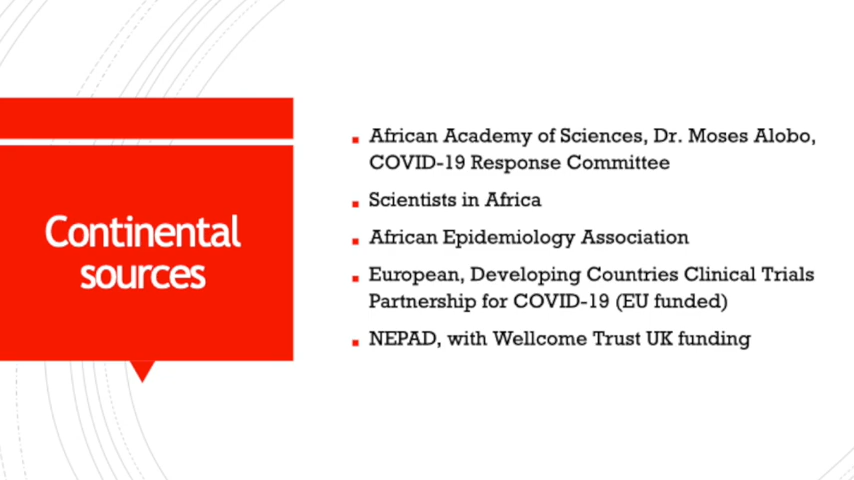 Continental
sources
African Academy of Sciences, Dr. Moses Alobo,
COVID-19 Response Committee
Scientists in Africa
African Epidemiology Association
European, Developing Countries Clinical Trials
Partnership for COVID-19 (EU funded)
NEPAD, with Wellcome Trust UK funding